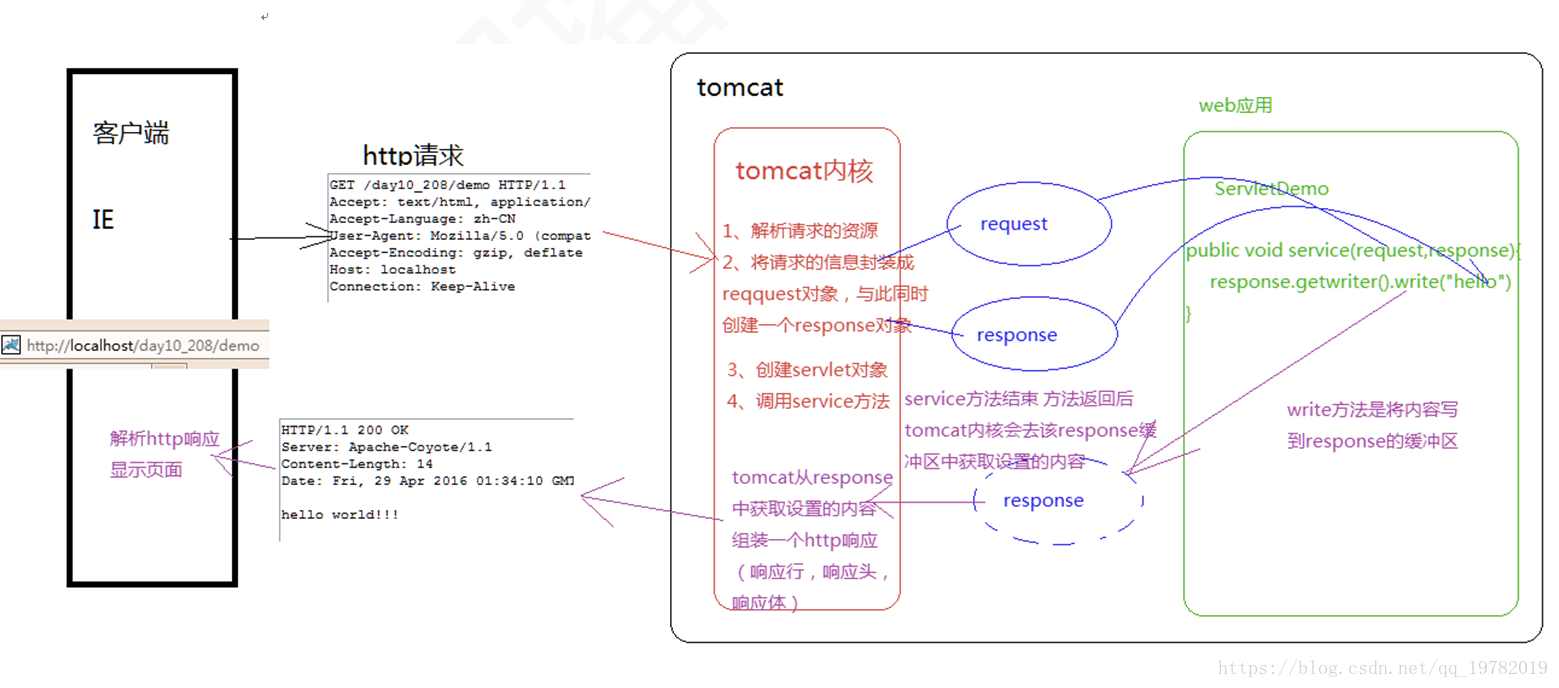 客户端
IE
http://localhost/day10_208/demo
解析http响应
显示页面
http请求
GET /day10_208/demo HTTP/1.1
Accept: text/html, application/
Accept-Language: zh-CN
User-Agent: Mozilla/5.0 (compat
Accept-Encoding: gzip, deflate
Host: localhost
Connection: Keep-Alive
HTTP/1.1 200 OK
Server: Apache-Coyote/1.1
Content-Length: 14
Date: Fri, 29 Apr 2016 01:34:10 GMT
hello world!!!
tomcat
tomcat内核
1、解析请求的资源
2、将请求的信息封装成
reqquest对象，与此同时
创建一个response对象
3、创建servlet对象
4、调用service方法
tomcat从response
中获取设置的内容
组装一个http响应
（响应行，响应头，
响应体）
request
response
service方法结束 方法返回后
tomcat内核会去该response缓
冲区中获取设置的内容
response
web应用
ServletDemo
public void service(request,response){
response.getwriter().write("hello")
}
write方法是将内容写
到response的缓冲区
https://blog.csdn.net/qq_19782019